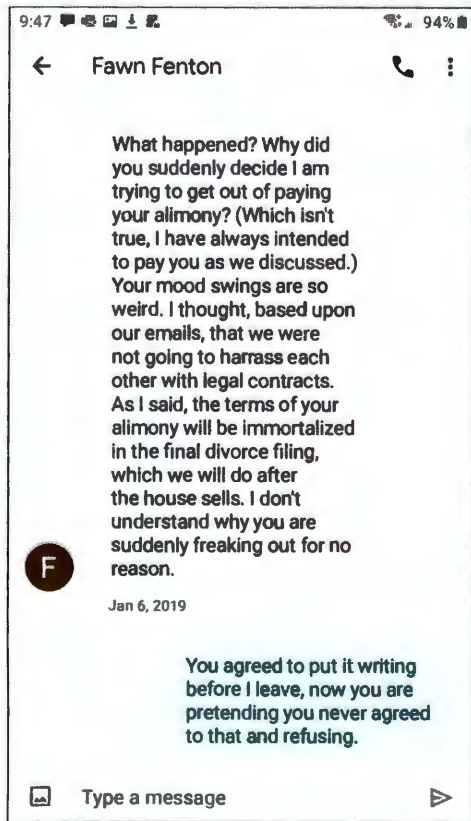 9:47 94%
Fawn Fenton
What happened? Why did
you suddenly decide I am
trying to get out of paying
your alimony? (Which isn't
true, I have always intended
to pay you as we discussed.)
Your mood swings are so
weird. I thought, based upon
our emails, that we were
not going to harrass each
other with legal contracts.
As I said, the terms of your
alimony will be immortalized
in the final divorce filing,
which we will do after
the house sells. I don't
understand why you are
suddenly freaking out for no
reason.
F
Jan 6, 2019
You agreed to put it writing
before I leave, now you are
pretending you never agreed
to that and refusing.
Type a message